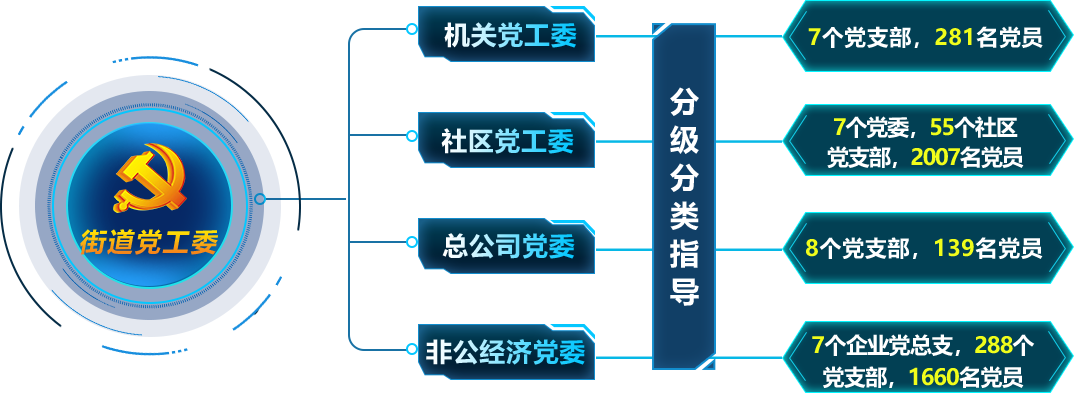 街道党工委
机关党工委
社区党工委
总公司党委
非公经济党委
分级分类指导
7个党支部，281名党员
7个党委，55个社区
党支部，2007名党员
8个党支部，139名党员
7个企业党总支，288个
党支部，1660名党员